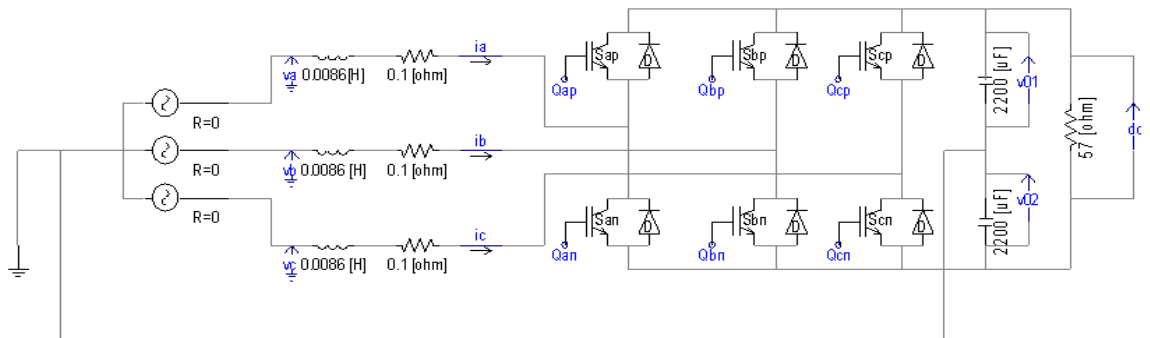 ia
va 0.0086 [H] 0.1 [ohm]
R=0
ib
vb 0.0086 [H] 0.1 [ohm]
R=0
ic
vc 0.0086 [H] 0.1 [ohm]
R=0
Sap D Sbp D Scp D
Qap Qbp Qcp
San D Sbn D Scn D
Qan Qbn Qcn
2200 [uF]
v01
2200 [uF]
v02
57 [ohm]
dc